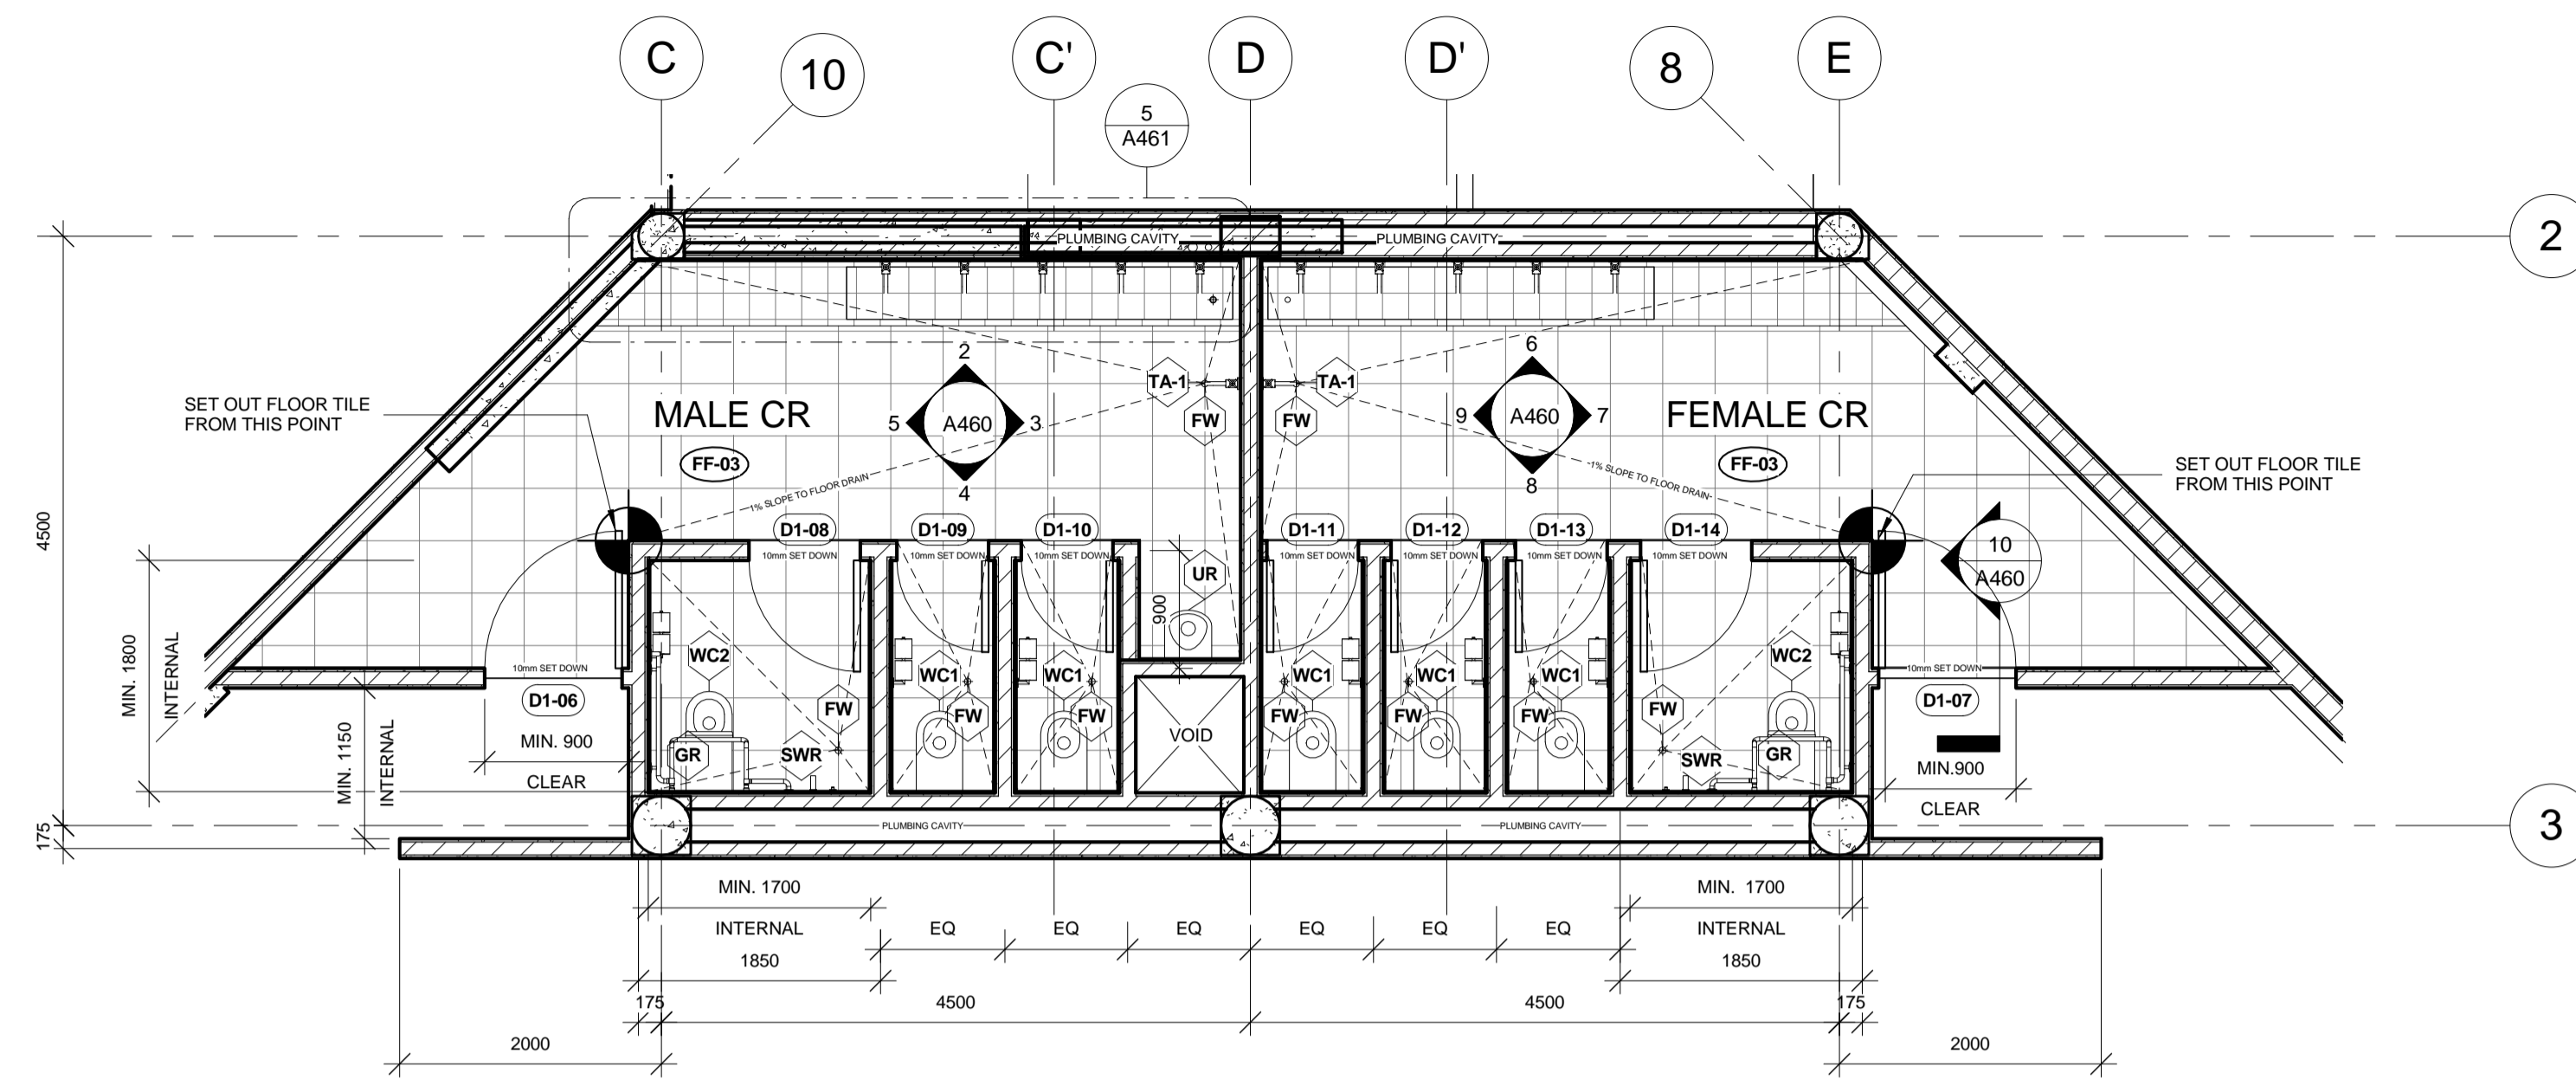 C
10
C'
D
D'
8
E
5
A461
2
PLUMBING CAVITY
PLUMBING CAVITY
SET OUT FLOOR TILE
FROM THIS POINT
MALE CR
FF-03
2
5
A460
3
4
TA-1
FW
TA-1
FW
6
9
A460
7
8
FEMALE CR
FF-03
SET OUT FLOOR TILE
FROM THIS POINT
1% SLOPE TO FLOOR DRAIN
1% SLOPE TO FLOOR DRAIN
4500
D1-08
D1-09
D1-10
D1-11
D1-12
D1-13
D1-14
10mm SET DOWN
10mm SET DOWN
10mm SET DOWN
10mm SET DOWN
10mm SET DOWN
10mm SET DOWN
10mm SET DOWN
10
A460
UR
900
MIN. 1800
INTERNAL
WC2
WC1
WC1
WC1
WC1
WC1
WC2
10mm SET DOWN
D1-06
10mm SET DOWN
D1-07
FW
FW
FW
FW
FW
FW
FW
GR
SWR
VOID
SWR
GR
MIN. 1150
INTERNAL
MIN. 900
CLEAR
MIN.900
CLEAR
175
PLUMBING CAVITY
PLUMBING CAVITY
3
MIN. 1700
INTERNAL
EQ
EQ
EQ
EQ
EQ
EQ
MIN. 1700
INTERNAL
1850
1850
175
4500
4500
175
2000
2000